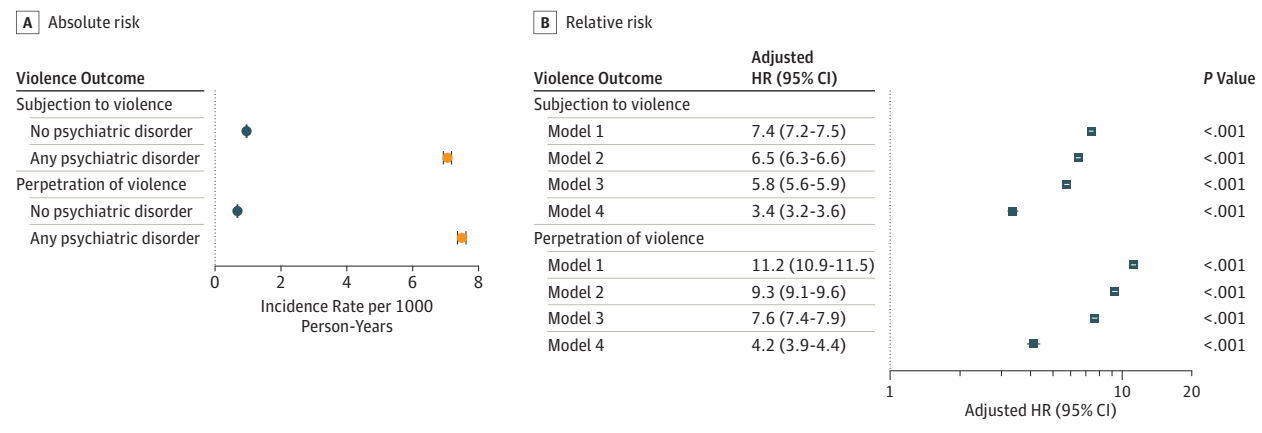 A Absolute risk
Violence Outcome
Subjection to violence
No psychiatric disorder
Any psychiatric disorder
Perpetration of violence
No psychiatric disorder
Any psychiatric disorder
0 2 4 6 8
Incidence Rate per 1000
Person-Years
B Relative risk
Adjusted
Violence Outcome HR (95% CI) P Value
Subjection to violence
Model 1 7.4 (7.2-7.5) <.001
Model 2 6.5 (6.3-6.6) <.001
Model 3 5.8 (5.6-5.9) <.001
Model 4 3.4 (3.2-3.6) <.001
Perpetration of violence
Model 1 11.2 (10.9-11.5) <.001
Model 2 9.3 (9.1-9.6) <.001
Model 3 7.6 (7.4-7.9) <.001
Model 4 4.2 (3.9-4.4) <.001
1 10 20
Adjusted HR (95% CI)